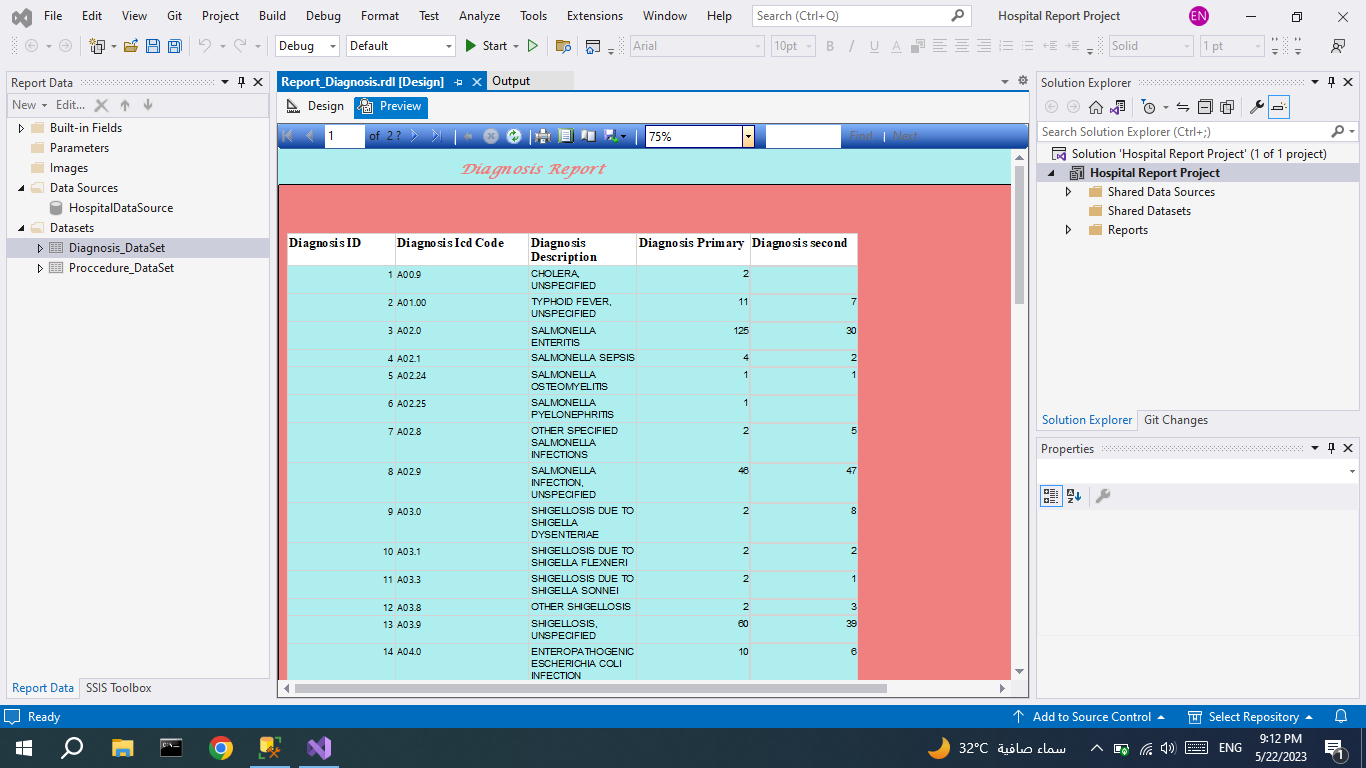 File Edit View Git Project Build Debug Format Test Analyze Tools Extensions Window Help Search (Ctrl+Q) Hospital Report Project EN
Debug Default Start Arial 10pt B I U A Solid 1 pt
Report Data
New Edit...
Built-in Fields
Parameters
Images
Data Sources
HospitalDataSource
Datasets
Diagnosis_DataSet
Proccedure_DataSet
Report Data SSIS Toolbox
Report_Diagnosis.rdl [Design] Output
Design Preview
1 of 2 ? 75% Find | Next
Diagnosis Report
Diagnosis ID Diagnosis Icd Code Diagnosis Description Diagnosis Primary Diagnosis second
1 A00.9 CHOLERA, UNSPECIFIED 2
2 A01.00 TYPHOID FEVER, UNSPECIFIED 11 7
3 A02.0 SALMONELLA ENTERITIS 125 30
4 A02.1 SALMONELLA SEPSIS 4 2
5 A02.24 SALMONELLA OSTEOMYELITIS 1 1
6 A02.25 SALMONELLA PYELONEPHRITIS 1
7 A02.8 OTHER SPECIFIED SALMONELLA INFECTIONS 2 5
8 A02.9 SALMONELLA INFECTION, UNSPECIFIED 46 47
9 A03.0 SHIGELLOSIS DUE TO SHIGELLA DYSENTERIAE 2 8
10 A03.1 SHIGELLOSIS DUE TO SHIGELLA FLEXNERI 2 2
11 A03.3 SHIGELLOSIS DUE TO SHIGELLA SONNEI 2 1
12 A03.8 OTHER SHIGELLOSIS 2 3
13 A03.9 SHIGELLOSIS, UNSPECIFIED 60 39
14 A04.0 ENTEROPATHOGENIC ESCHERICHIA COLI INFECTION 10 6
Solution Explorer
Search Solution Explorer (Ctrl+;)
Solution 'Hospital Report Project' (1 of 1 project)
Hospital Report Project
Shared Data Sources
Shared Datasets
Reports
Solution Explorer Git Changes
Properties
Ready Add to Source Control Select Repository
32°C سماء صافية ENG 9:12 PM
5/22/2023 1